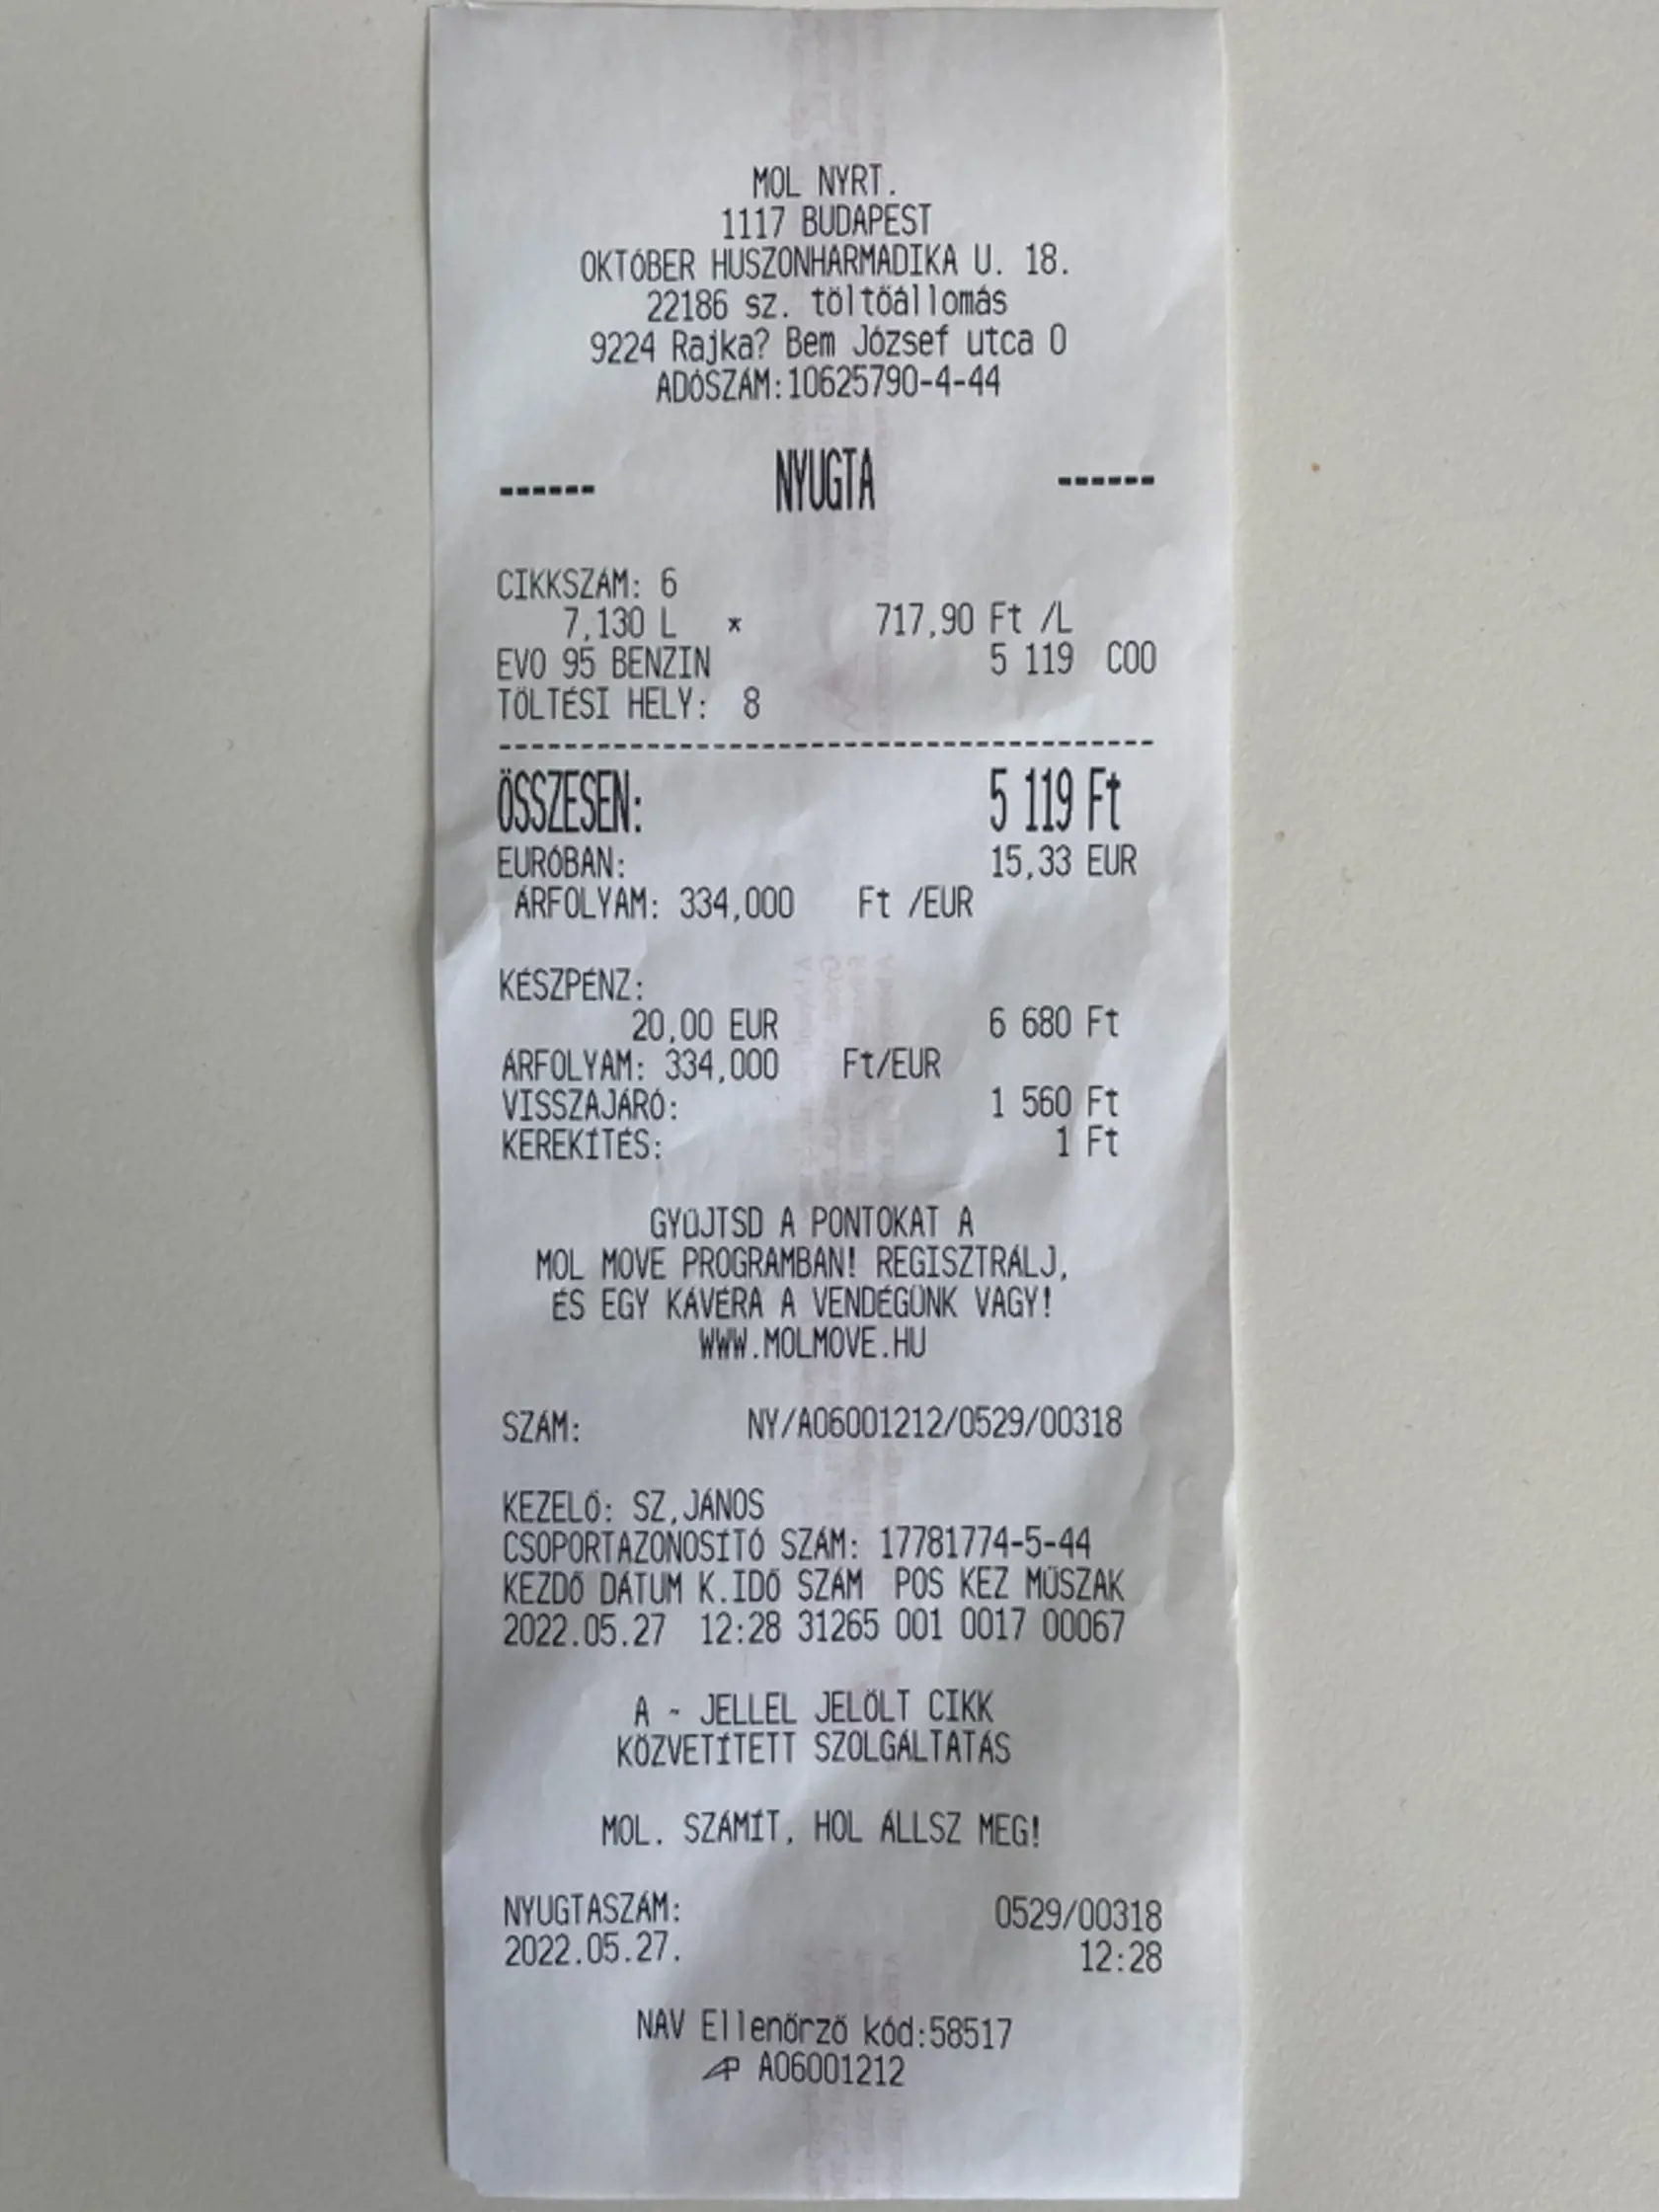 MOL NYRT.
1117 BUDAPEST
OKTÓBER HUSZONHARMADIKA U. 18.
22186 sz. töltőállomás
9224 Rajka? Bem József utca 0
ADÓSZÁM:10625790-4-44
------ NYUGTA ------
CIKKSZÁM: 6
7,130 L * 717,90 Ft /L
EVO 95 BENZIN 5 119 C00
TÖLTÉSI HELY: 8
----------------------------------------
ÖSSZESEN: 5 119 Ft
EURÓBAN: 15,33 EUR
ÁRFOLYAM: 334,000 Ft /EUR
KÉSZPÉNZ:
20,00 EUR 6 680 Ft
ÁRFOLYAM: 334,000 Ft/EUR
VISSZAJÁRÓ: 1 560 Ft
KEREKÍTÉS: 1 Ft
GYŰJTSD A PONTOKAT A
MOL MOVE PROGRAMBAN! REGISZTRÁLJ,
ÉS EGY KÁVÉRA A VENDÉGÜNK VAGY!
WWW.MOLMOVE.HU
SZÁM: NY/A06001212/0529/00318
KEZELŐ: SZ,JÁNOS
CSOPORTAZONOSÍTÓ SZÁM: 17781774-5-44
KEZDŐ DÁTUM K.IDŐ SZÁM POS KEZ MŰSZAK
2022.05.27 12:28 31265 001 0017 00067
A ~ JELLEL JELÖLT CIKK
KÖZVETÍTETT SZOLGÁLTATÁS
MOL. SZÁMÍT, HOL ÁLLSZ MEG!
NYUGTASZÁM: 0529/00318
2022.05.27. 12:28
NAV Ellenőrző kód:58517
AP A06001212